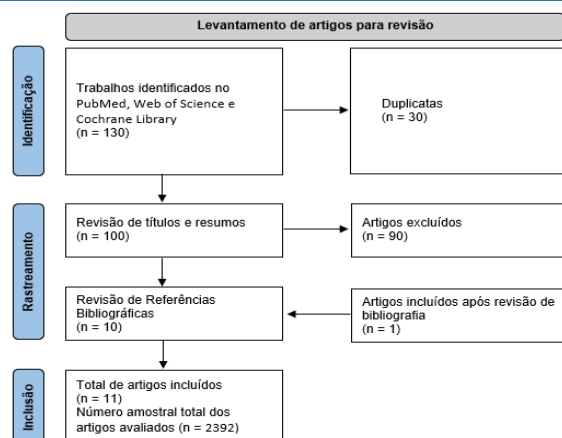 Levantamento de artigos para revisão
Identificação
Trabalhos identificados no
PubMed, Web of Science e
Cochrane Library
(n = 130)
Duplicatas
(n = 30)
Rastreamento
Revisão de títulos e resumos
(n = 100)
Artigos excluídos
(n = 90)
Revisão de Referências
Bibliográficas
(n = 10)
Artigos incluídos após revisão de
bibliografia
(n = 1)
Inclusão
Total de artigos incluídos
(n = 11)
Número amostral total dos
artigos avaliados (n = 2392)